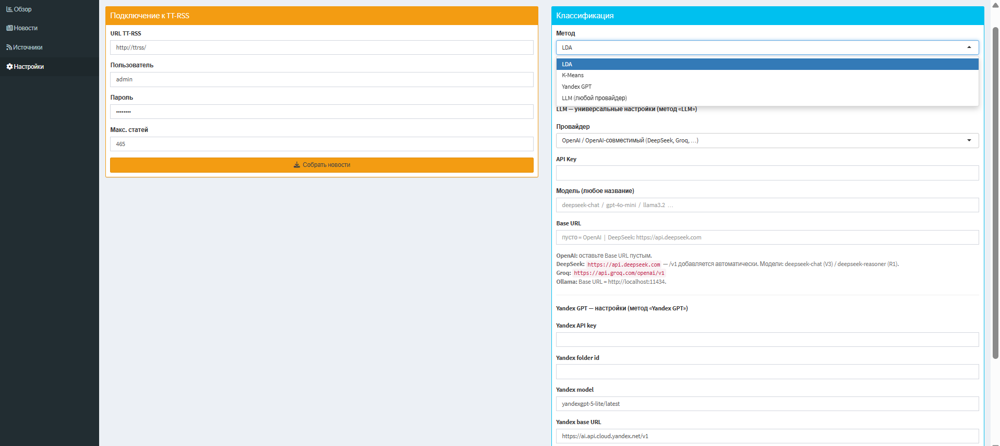 Обзор
Новости
Источники
Настройки
Подключение к TT-RSS
URL TT-RSS
http://ttrss/
Пользователь
admin
Пароль
••••••••
Макс. статей
465
Собрать новости
Классификация
Метод
LDA
LDA
K-Means
Yandex GPT
LLM (любой провайдер)
LLM — универсальные настройки (метод «LLM»)
Провайдер
OpenAI / OpenAI-совместимый (DeepSeek, Groq, …)
API Key
Модель (любое название)
deepseek-chat / gpt-4o-mini / llama3.2 …
Base URL
пусто = OpenAI | DeepSeek: https://api.deepseek.com
OpenAI: оставьте Base URL пустым.
DeepSeek: https://api.deepseek.com — /v1 добавляется автоматически. Модели: deepseek-chat (V3) / deepseek-reasoner (R1).
Groq: https://api.groq.com/openai/v1
Ollama: Base URL = http://localhost:11434.
Yandex GPT — настройки (метод «Yandex GPT»)
Yandex API key
Yandex folder id
Yandex model
yandexgpt-5-lite/latest
Yandex base URL
https://ai.api.cloud.yandex.net/v1